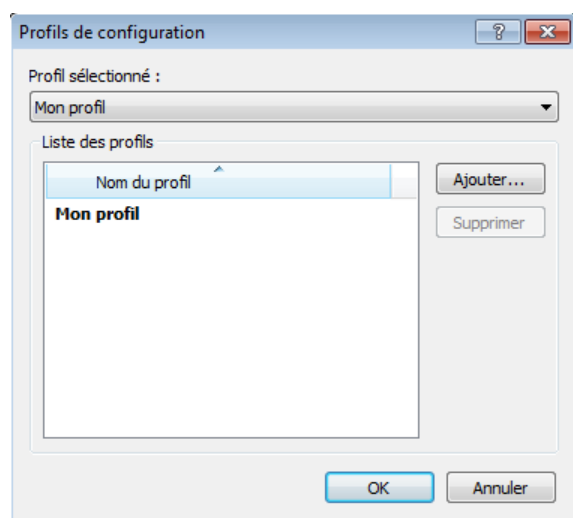 Profils de configuration
Profil sélectionné :
Mon profil
Liste des profils
Nom du profil
Ajouter...
Mon profil
Supprimer
OK
Annuler